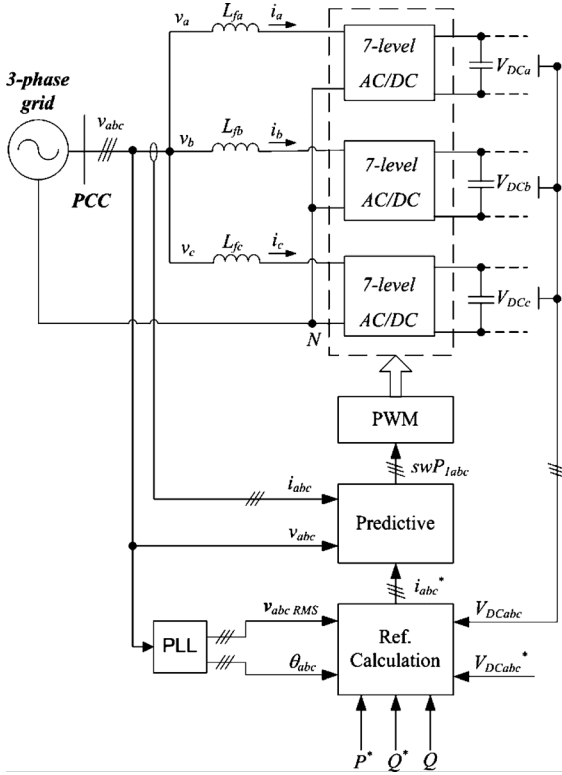 v_a L_fa i_a
7-level
AC/DC
V_DCa
3-phase
grid
v_abc
PCC
v_b L_fb i_b
7-level
AC/DC
V_DCb
v_c L_fc i_c
7-level
AC/DC
V_DCc
N
PWM
swP_1abc
i_abc
Predictive
v_abc
i_abc*
v_abc RMS
V_DCabc
PLL
Ref.
Calculation
θ_abc
V_DCabc*
P* Q* Q